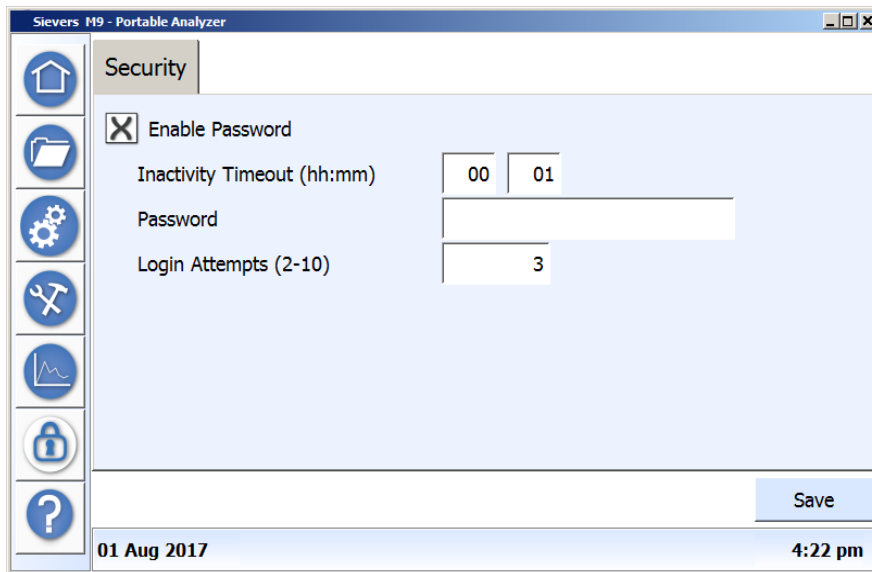 Sievers M9 - Portable Analyzer
Security
Enable Password
Inactivity Timeout (hh:mm) 00 01
Password
Login Attempts (2-10) 3
Save
01 Aug 2017 4:22 pm